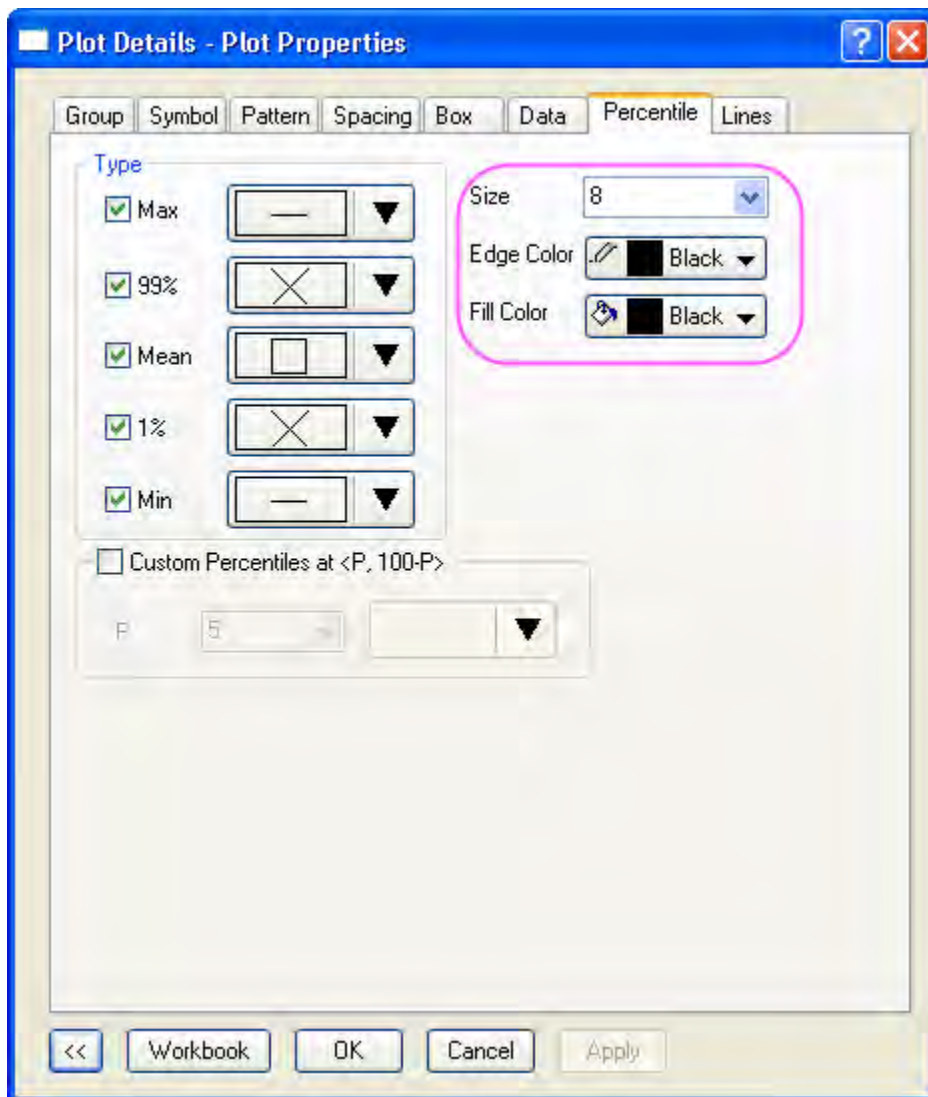 Plot Details - Plot Properties
Group Symbol Pattern Spacing Box Data Percentile Lines
Type
Max
99%
Mean
1%
Min
Size 8
Edge Color Black
Fill Color Black
Custom Percentiles at <P, 100-P>
P 5
<< Workbook OK Cancel Apply